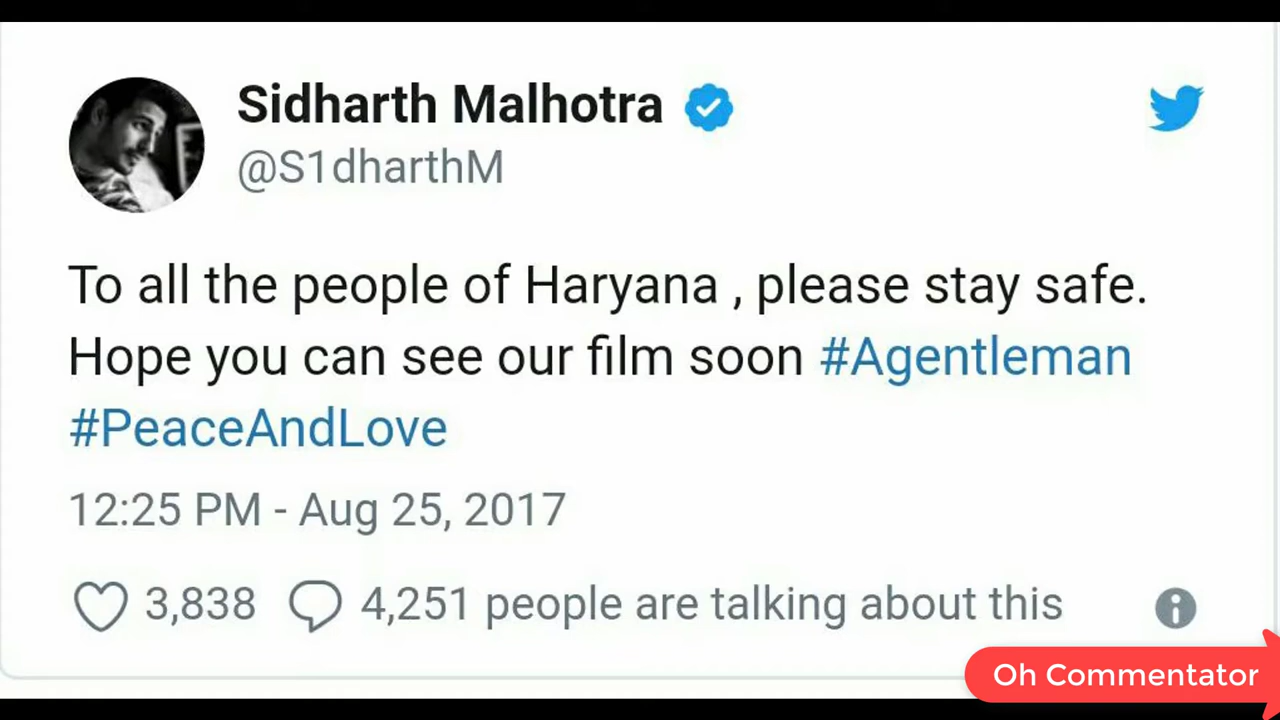 Sidharth Malhotra
@S1dharthM
To all the people of Haryana , please stay safe.
Hope you can see our film soon #Agentleman
#PeaceAndLove
12:25 PM - Aug 25, 2017
3,838 4,251 people are talking about this
Oh Commentator